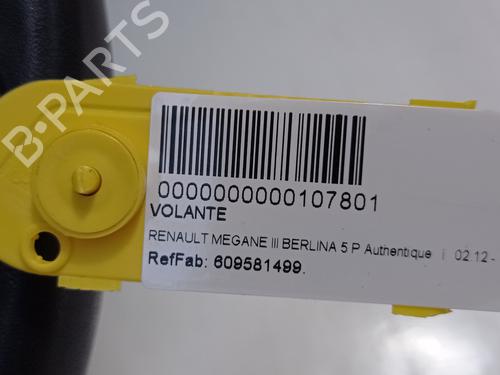 B-PARTS
0000000000107801
VOLANTE
RENAULT MEGANE III BERLINA 5 P Authentique | 02.12 -
RefFab: 609581499.